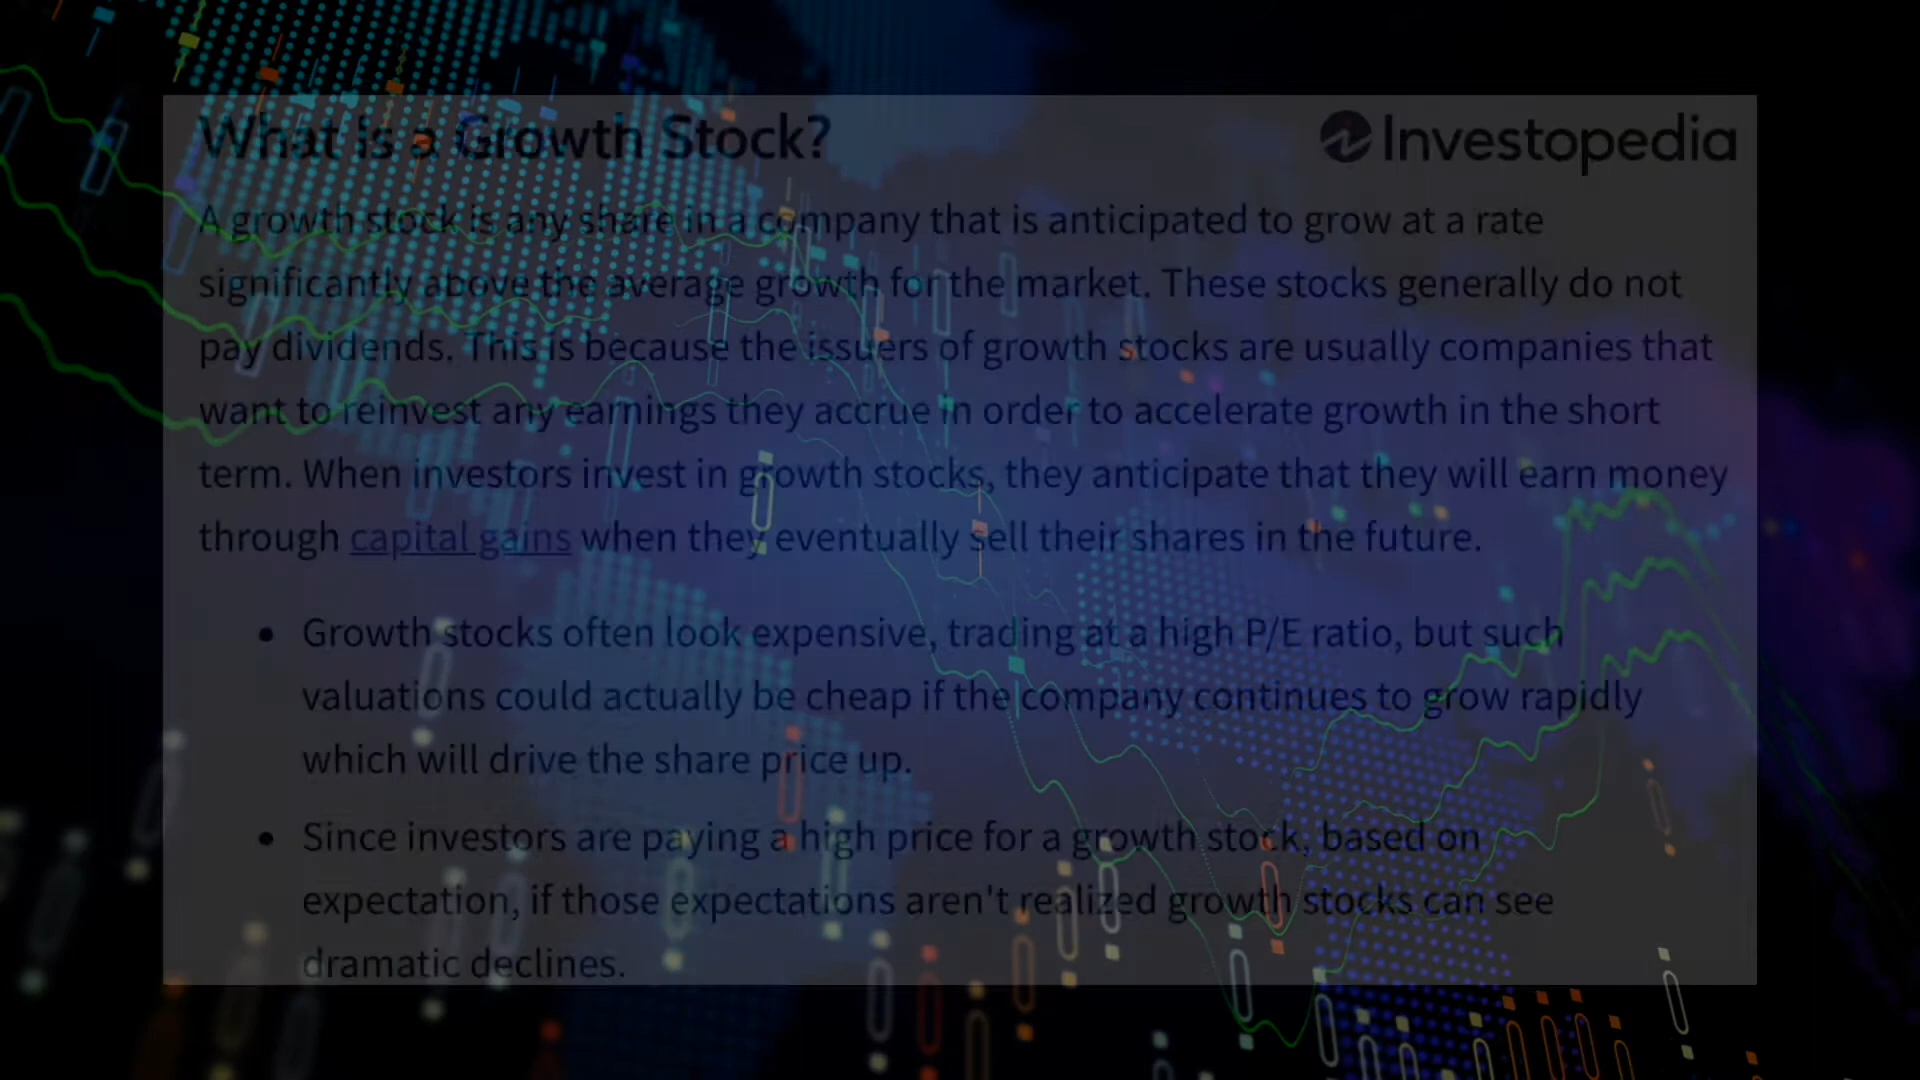 What Is a Growth Stock?
Investopedia
A growth stock is any share in a company that is anticipated to grow at a rate
significantly above the average growth for the market. These stocks generally do not
pay dividends. This is because the issuers of growth stocks are usually companies that
want to reinvest any earnings they accrue in order to accelerate growth in the short
term. When investors invest in growth stocks, they anticipate that they will earn money
through capital gains when they eventually sell their shares in the future.
• Growth stocks often look expensive, trading at a high P/E ratio, but such
valuations could actually be cheap if the company continues to grow rapidly
which will drive the share price up.
• Since investors are paying a high price for a growth stock, based on
expectation, if those expectations aren't realized growth stocks can see
dramatic declines.